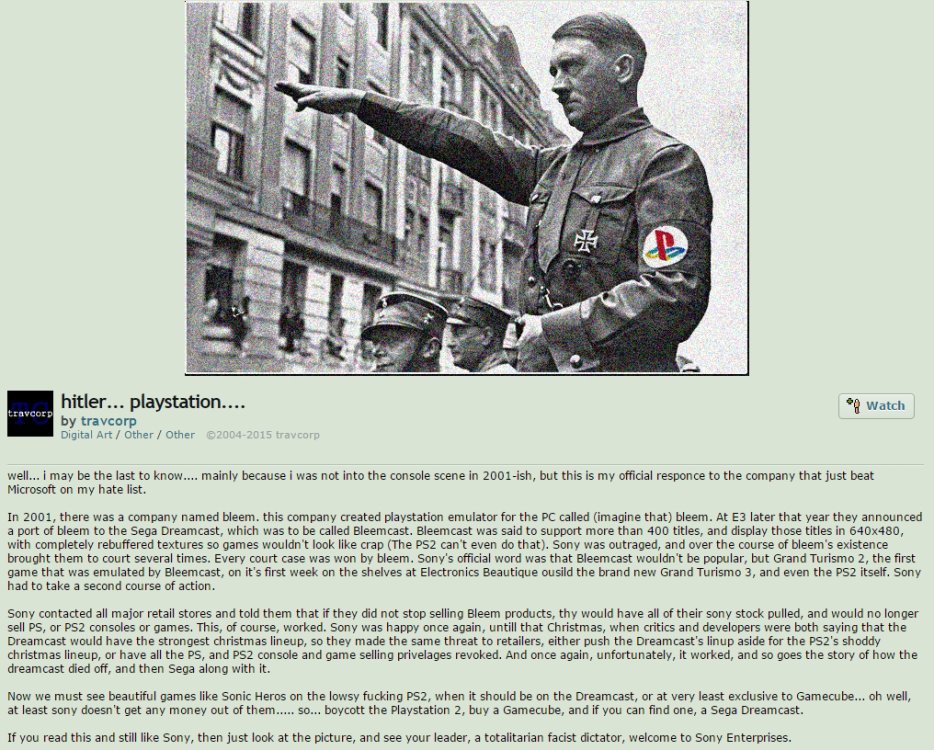 hitler... playstation....
by travcorp
Digital Art / Other / Other ©2004-2015 travcorp
travcorp
Watch
well... i may be the last to know.... mainly because i was not into the console scene in 2001-ish, but this is my official responce to the company that just beat
Microsoft on my hate list.
In 2001, there was a company named bleem. this company created playstation emulator for the PC called (imagine that) bleem. At E3 later that year they announced
a port of bleem to the Sega Dreamcast, which was to be called Bleemcast. Bleemcast was said to support more than 400 titles, and display those titles in 640x480,
with completely rebuffered textures so games wouldn't look like crap (The PS2 can't even do that). Sony was outraged, and over the course of bleem's existence
brought them to court several times. Every court case was won by bleem. Sony's official word was that Bleemcast wouldn't be popular, but Grand Turismo 2, the first
game that was emulated by Bleemcast, on it's first week on the shelves at Electronics Beautique ousild the brand new Grand Turismo 3, and even the PS2 itself. Sony
had to take a second course of action.
Sony contacted all major retail stores and told them that if they did not stop selling Bleem products, thy would have all of their sony stock pulled, and would no longer
sell PS, or PS2 consoles or games. This, of course, worked. Sony was happy once again, untill that Christmas, when critics and developers were both saying that the
Dreamcast would have the strongest christmas lineup, so they made the same threat to retailers, either push the Dreamcast's linup aside for the PS2's shoddy
christmas lineup, or have all the PS, and PS2 console and game selling privelages revoked. And once again, unfortunately, it worked, and so goes the story of how the
dreamcast died off, and then Sega along with it.
Now we must see beautiful games like Sonic Heros on the lowsy fucking PS2, when it should be on the Dreamcast, or at very least exclusive to Gamecube... oh well,
at least sony doesn't get any money out of them..... so... boycott the Playstation 2, buy a Gamecube, and if you can find one, a Sega Dreamcast.
If you read this and still like Sony, then just look at the picture, and see your leader, a totalitarian facist dictator, welcome to Sony Enterprises.